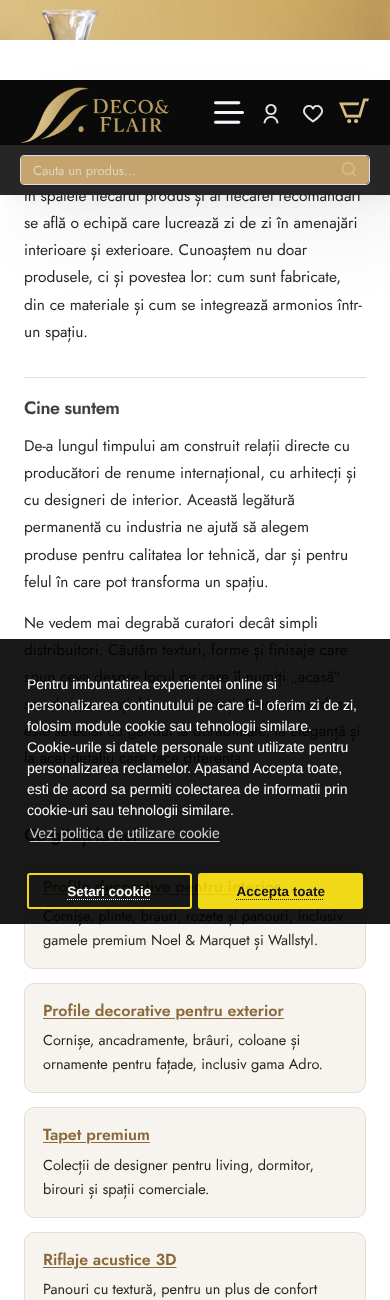 DECO&
FLAIR
Cauta un produs...
În spatele fiecărui produs și al fiecărei recomandări
se află o echipă care lucrează zi de zi în amenajări
interioare și exterioare. Cunoaștem nu doar
produsele, ci și povestea lor: cum sunt fabricate,
din ce materiale și cum se integrează armonios într-
un spațiu.
Cine suntem
De-a lungul timpului am construit relații directe cu
producători de renume internațional, cu arhitecți și
cu designeri de interior. Această legătură
permanentă cu industria ne ajută să alegem
produse pentru calitatea lor tehnică, dar și pentru
felul în care pot transforma un spațiu.
Ne vedem mai degrabă curatori decât simpli
distribuitori. Căutăm texturi, forme și finisaje care
spun ceva despre locul pe care îl numiți „acasă”
Pentru imbunatatirea experientei online si
personalizarea continutului pe care ti-l oferim zi de zi,
folosim module cookie sau tehnologii similare.
Cookie-urile si datele personale sunt utilizate pentru
personalizarea reclamelor. Apasand Accepta toate,
esti de acord sa permiti colectarea de informatii prin
cookie-uri sau tehnologii similare.
Vezi politica de utilizare cookie
Setari cookie
Accepta toate
Cornișe, plinte, brâuri, rozete și panouri, inclusiv
gamele premium Noel & Marquet și Wallstyl.
Profile decorative pentru exterior
Cornișe, ancadramente, brâuri, coloane și
ornamente pentru fațade, inclusiv gama Adro.
Tapet premium
Colecții de designer pentru living, dormitor,
birouri și spații comerciale.
Riflaje acustice 3D
Panouri cu textură, pentru un plus de confort